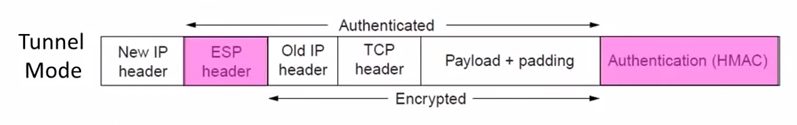 Authenticated
Tunnel
Mode
New IP
header
ESP
header
Old IP
header
TCP
header
Payload + padding
Authentication (HMAC)
Encrypted